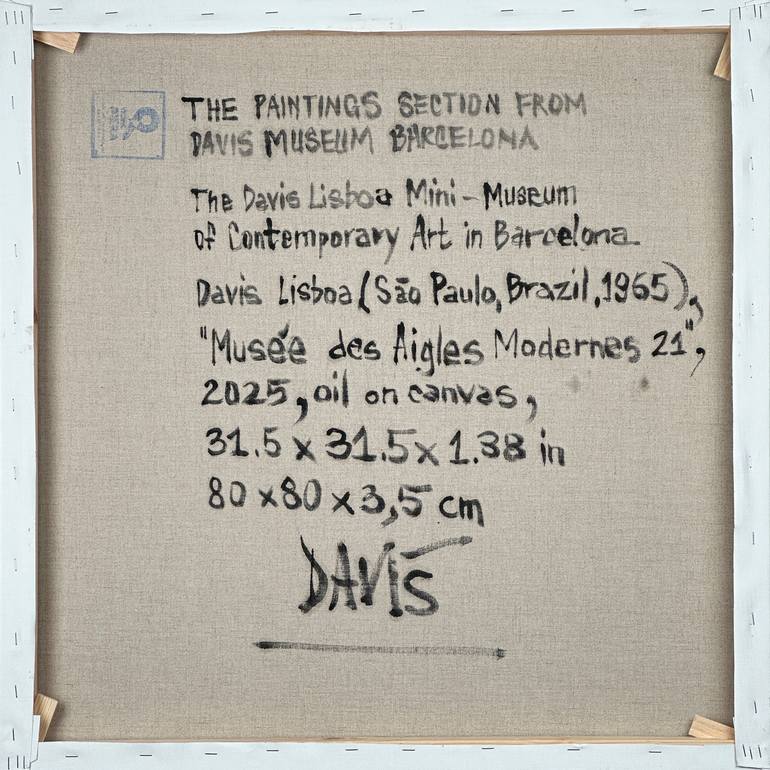 THE PAINTINGS SECTION FROM
DAVIS MUSEUM BARCELONA
The Davis Lisboa Mini-Museum
of Contemporary Art in Barcelona.
Davis Lisboa (São Paulo, Brazil, 1965),
"Musée des Aigles Modernes 21",
2025, oil on canvas,
31.5 x 31.5 x 1.38 in
80 x 80 x 3,5 cm
DAVIS